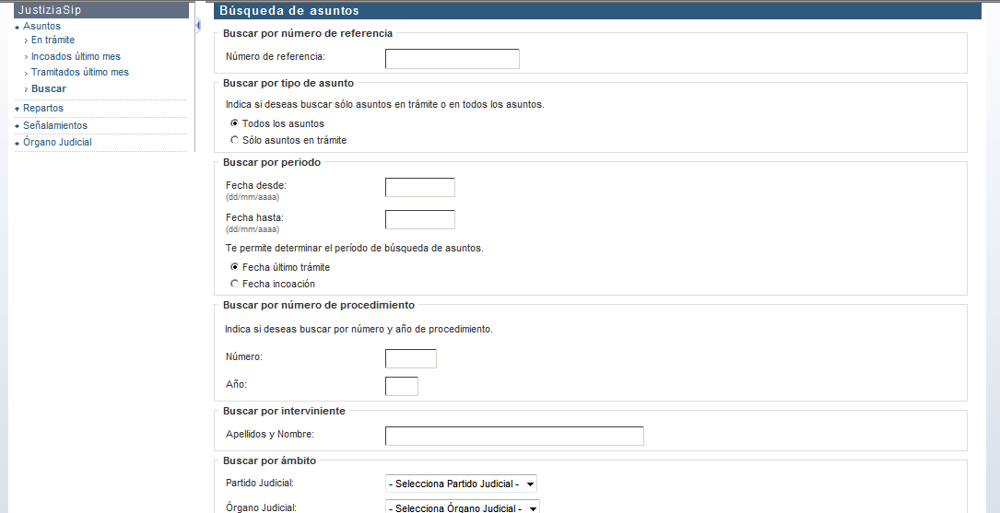 JustiziaSip
Asuntos
En trámite
Incoados último mes
Tramitados último mes
Buscar
Repartos
Señalamientos
Órgano Judicial
Búsqueda de asuntos
Buscar por número de referencia
Número de referencia:
Buscar por tipo de asunto
Indica si deseas buscar sólo asuntos en trámite o en todos los asuntos.
Todos los asuntos
Sólo asuntos en trámite
Buscar por periodo
Fecha desde:
(dd/mm/aaaa)
Fecha hasta:
(dd/mm/aaaa)
Te permite determinar el período de búsqueda de asuntos.
Fecha último trámite
Fecha incoación
Buscar por número de procedimiento
Indica si deseas buscar por número y año de procedimiento.
Número:
Año:
Buscar por interviniente
Apellidos y Nombre:
Buscar por ámbito
Partido Judicial: - Selecciona Partido Judicial -
Órgano Judicial: - Selecciona Órgano Judicial -